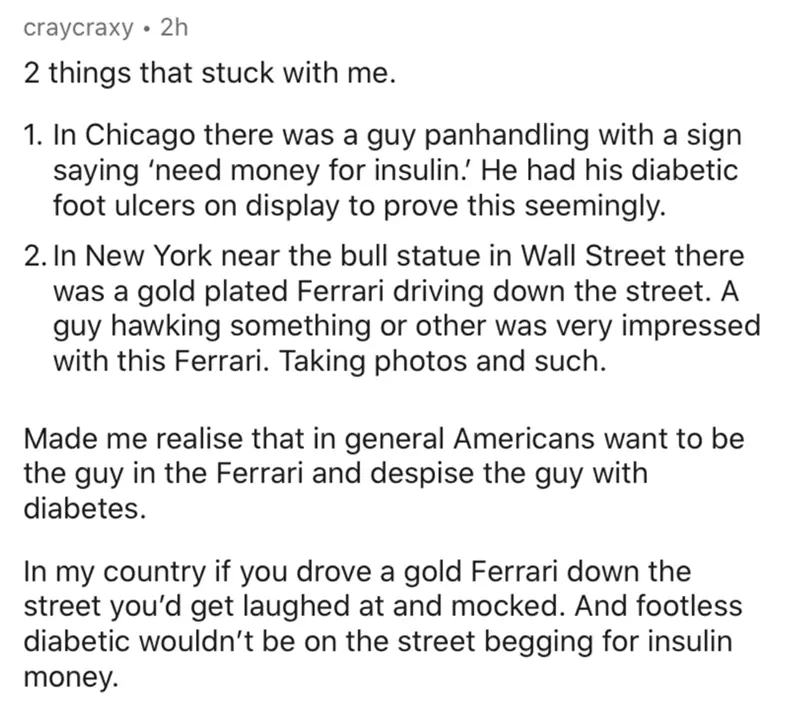 craycraxy • 2h
2 things that stuck with me.
1. In Chicago there was a guy panhandling with a sign
saying ‘need money for insulin.’ He had his diabetic
foot ulcers on display to prove this seemingly.
2. In New York near the bull statue in Wall Street there
was a gold plated Ferrari driving down the street. A
guy hawking something or other was very impressed
with this Ferrari. Taking photos and such.
Made me realise that in general Americans want to be
the guy in the Ferrari and despise the guy with
diabetes.
In my country if you drove a gold Ferrari down the
street you’d get laughed at and mocked. And footless
diabetic wouldn’t be on the street begging for insulin
money.